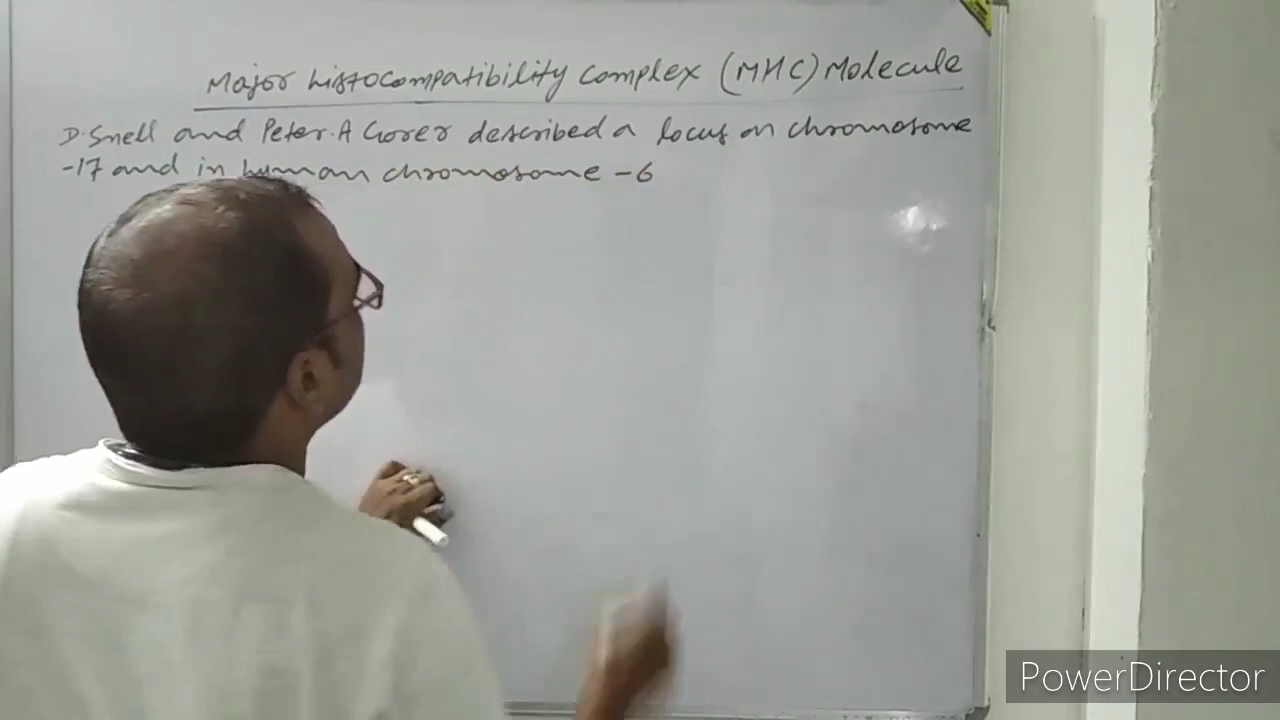 Major histocompatibility complex (MHC) Molecule
D. Snell and Peter. A Gorer described a locus on chromosome
-17 and in human chromosome -6
PowerDirector